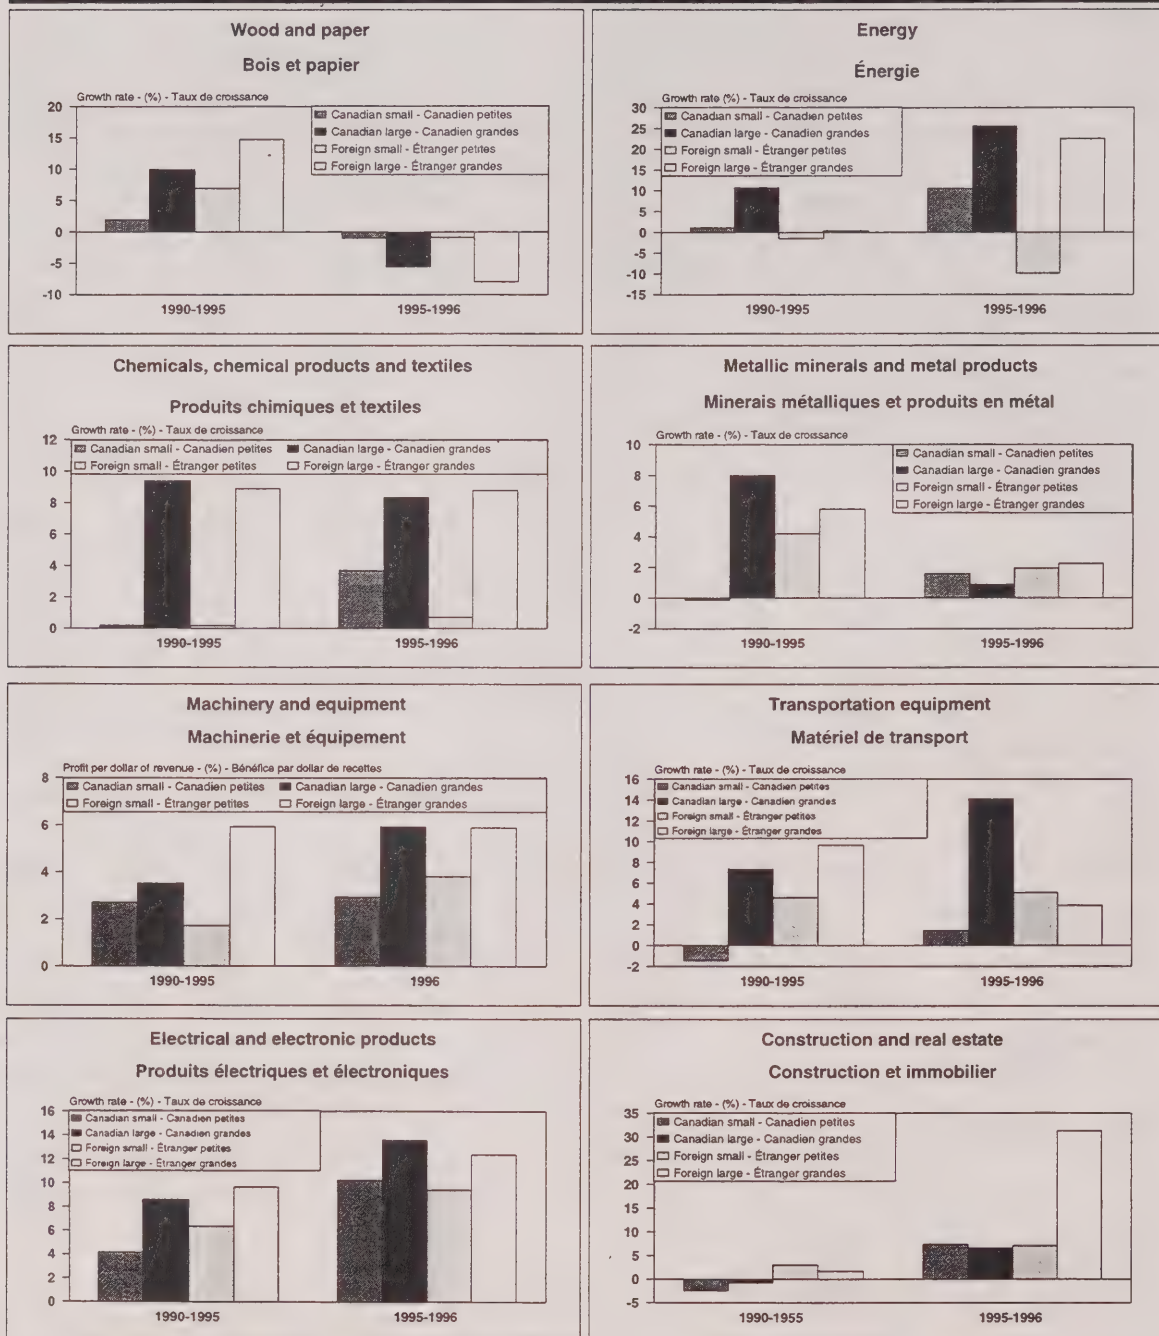 Wood and paper
Bois et papier
Growth rate - (%) - Taux de croissance
Canadian small - Canadien petites
Canadian large - Canadien grandes
Foreign small - Étranger petites
Foreign large - Étranger grandes
20
15
10
5
0
-5
-10
1990-1995
1995-1996
Energy
Énergie
Growth rate (%) - Taux de croissance
Canadian small - Canadien petites
Canadian large - Canadien grandes
Foreign small - Étranger petites
Foreign large - Étranger grandes
30
25
20
15
10
5
0
-5
-10
-15
1990-1995
1995-1996
Chemicals, chemical products and textiles
Produits chimiques et textiles
Growth rate - (%) - Taux de croissance
Canadian small - Canadien petites Canadian large - Canadien grandes
Foreign small - Étranger petites Foreign large - Étranger grandes
12
10
8
6
4
2
0
1990-1995
1995-1996
Metallic minerals and metal products
Minerais métalliques et produits en métal
Growth rate - (%) - Taux de croissance
Canadian small - Canadien petites
Canadian large - Canadien grandes
Foreign small - Étranger petites
Foreign large - Étranger grandes
10
8
6
4
2
0
-2
1990-1995
1995-1996
Machinery and equipment
Machinerie et équipement
Profit per dollar of revenue - (%) - Bénéfice par dollar de recettes
Canadian small - Canadien petites Canadian large - Canadien grandes
Foreign small - Étranger petites Foreign large - Étranger grandes
8
6
4
2
0
1990-1995
1996
Transportation equipment
Matériel de transport
Growth rate - (%) - Taux de croissance
Canadian small - Canadien petites
Canadian large - Canadien grandes
Foreign small - Étranger petites
Foreign large - Étranger grandes
16
14
12
10
8
6
4
2
0
-2
1990-1995
1995-1996
Electrical and electronic products
Produits électriques et électroniques
Growth rate - (%) - Taux de croissance
Canadian small - Canadien petites
Canadian large - Canadien grandes
Foreign small - Étranger petites
Foreign large - Étranger grandes
16
14
12
10
8
6
4
2
0
1990-1995
1995-1996
Construction and real estate
Construction et immobilier
Growth rate - (%) - Taux de croissance
Canadian small - Canadien petites
Canadian large - Canadien grandes
Foreign small - Étranger petites
Foreign large - Étranger grandes
35
30
25
20
15
10
5
0
-5
1990-1955
1995-1996